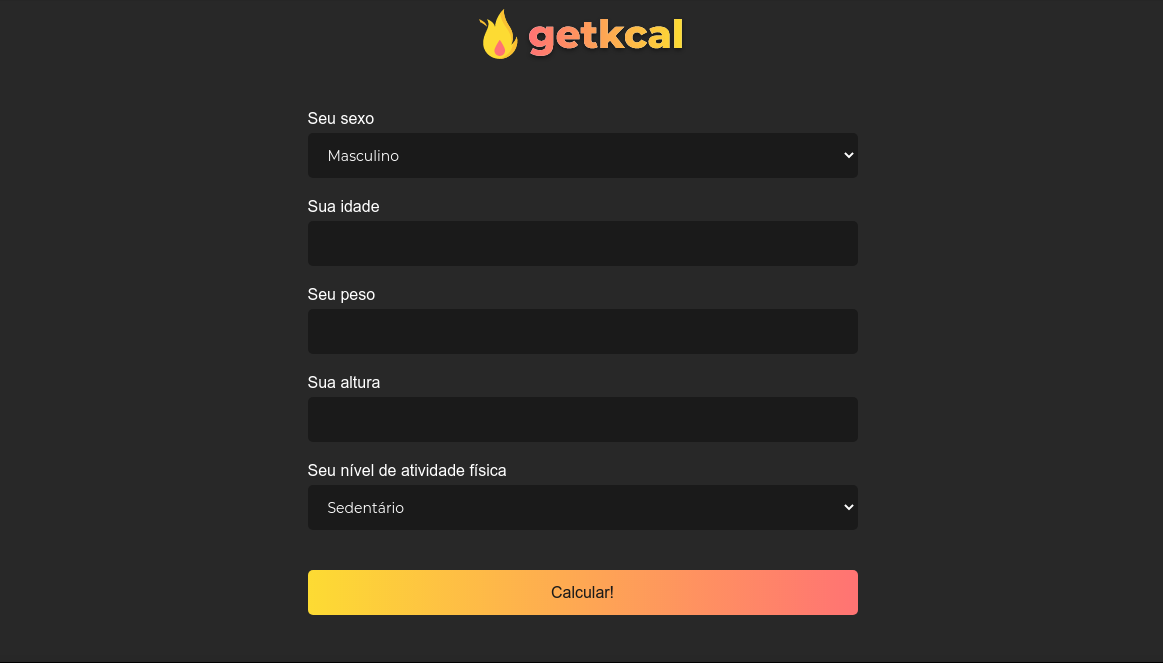 getkcal
Seu sexo
Masculino
Sua idade
Seu peso
Sua altura
Seu nível de atividade física
Sedentário
Calcular!